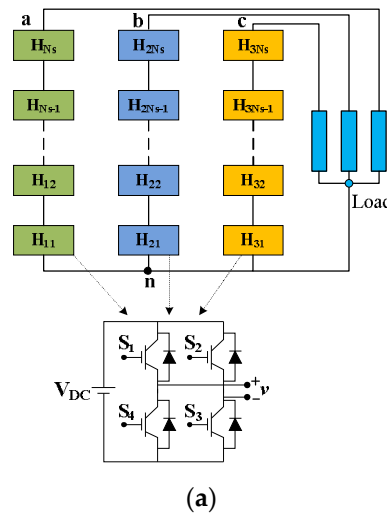 a b c
H_Ns H_2Ns H_3Ns
H_Ns-1 H_2Ns-1 H_3Ns-1
H_12 H_22 H_32
Load
H_11 H_21 H_31
n
S_1 S_2
V_DC + v −
S_4 S_3
(a)